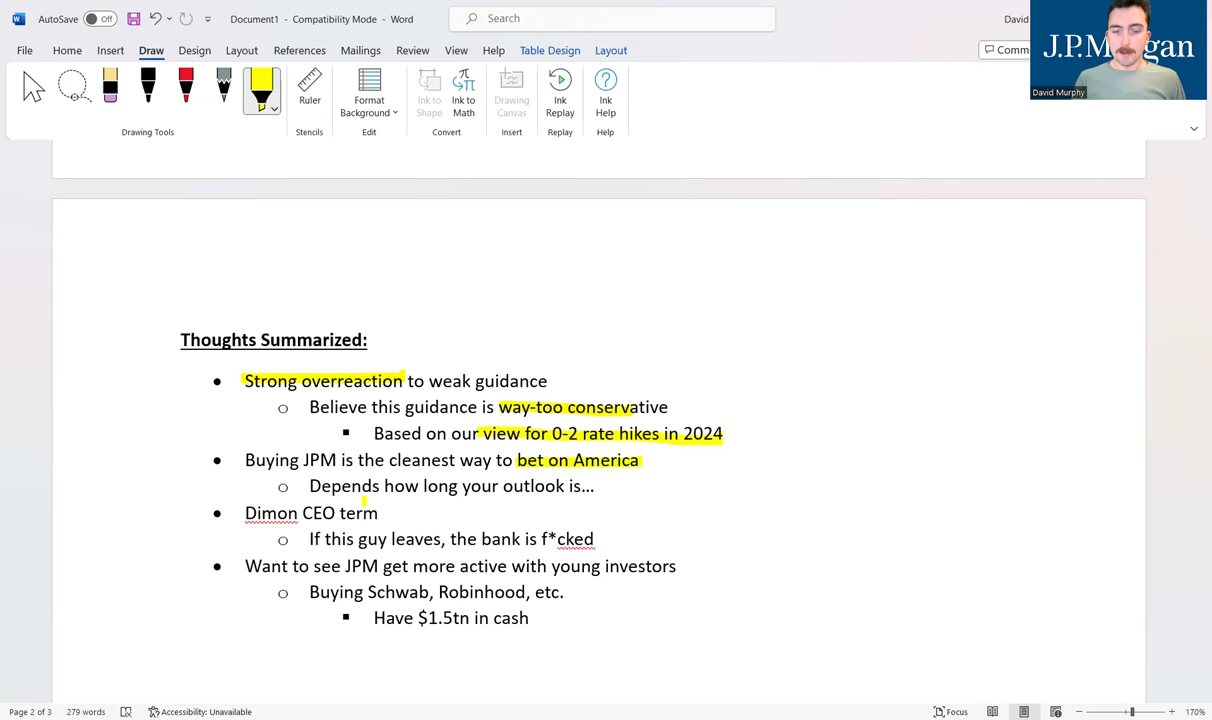 AutoSave Off Document1 - Compatibility Mode - Word Search David
File Home Insert Draw Design Layout References Mailings Review View Help Table Design Layout Comm
J.P.M gan
David Murphy
Ruler Format Background Ink to Shape Ink to Math Drawing Canvas Ink Replay Ink Help
Drawing Tools Stencils Edit Convert Insert Replay Help
Thoughts Summarized:
• Strong overreaction to weak guidance
o Believe this guidance is way-too conservative
▪ Based on our view for 0-2 rate hikes in 2024
• Buying JPM is the cleanest way to bet on America
o Depends how long your outlook is...
• Dimon CEO term
o If this guy leaves, the bank is f*cked
• Want to see JPM get more active with young investors
o Buying Schwab, Robinhood, etc.
▪ Have $1.5tn in cash
Page 2 of 3 279 words Accessibility: Unavailable Focus 170%